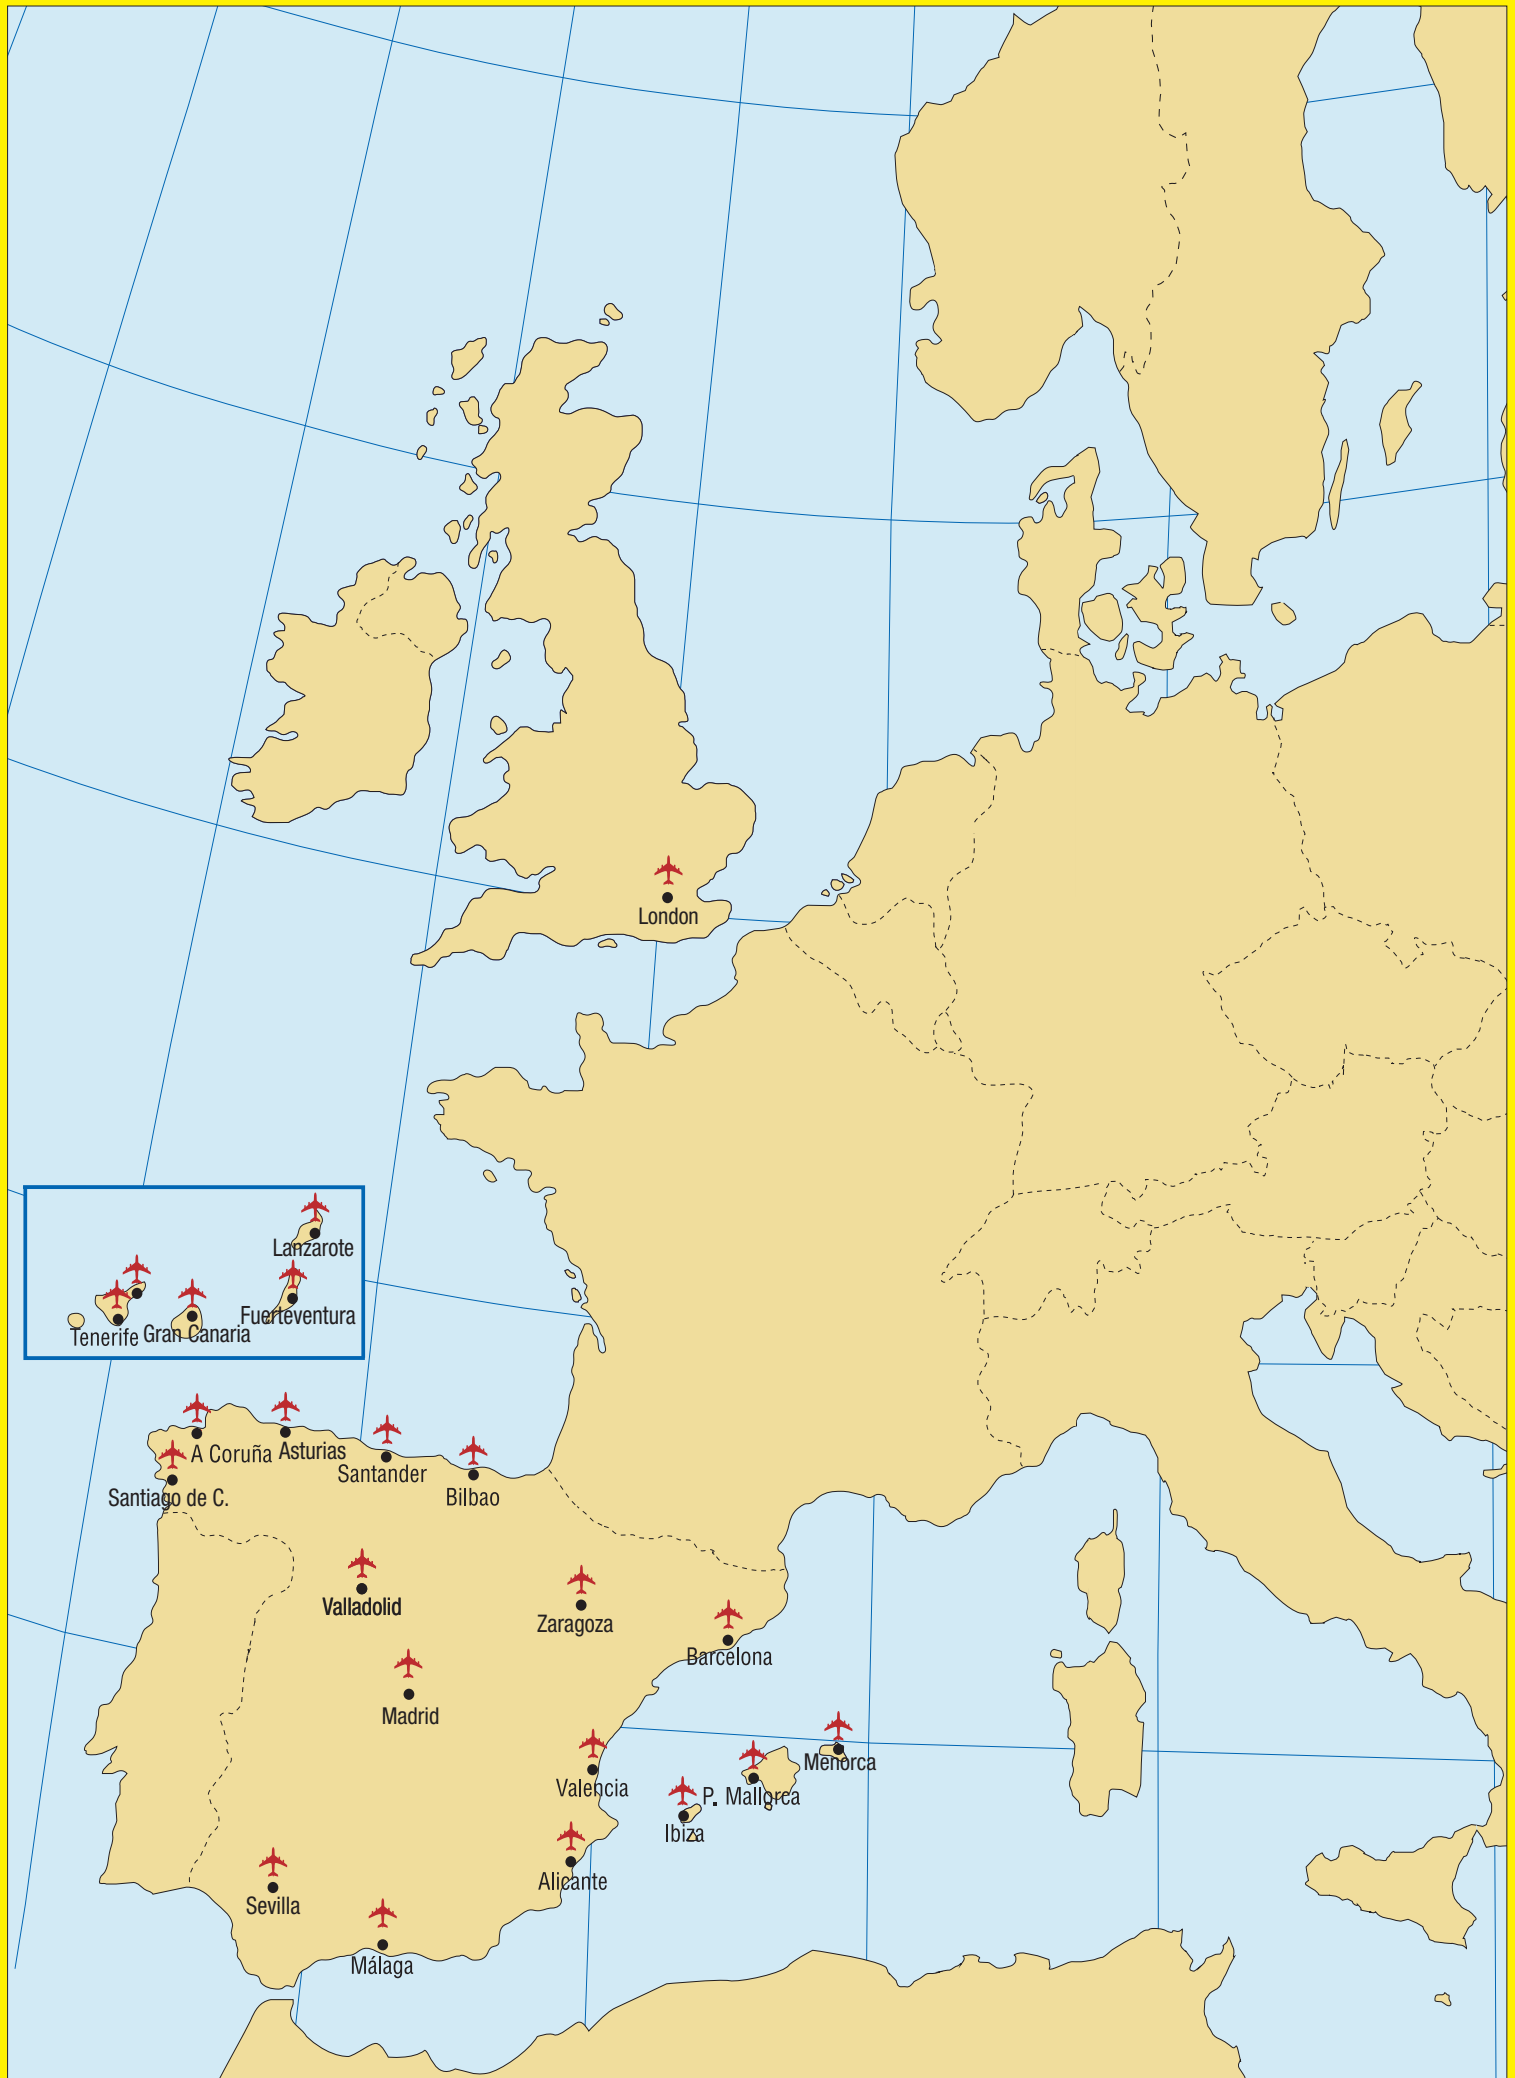 London
Lanzarote
Fuerteventura
Tenerife
Gran Canaria
A Coruña
Asturias
Santander
Bilbao
Santiago de C.
Valladolid
Zaragoza
Barcelona
Madrid
Valencia
Menorca
P. Mallorca
Ibiza
Alicante
Sevilla
Málaga